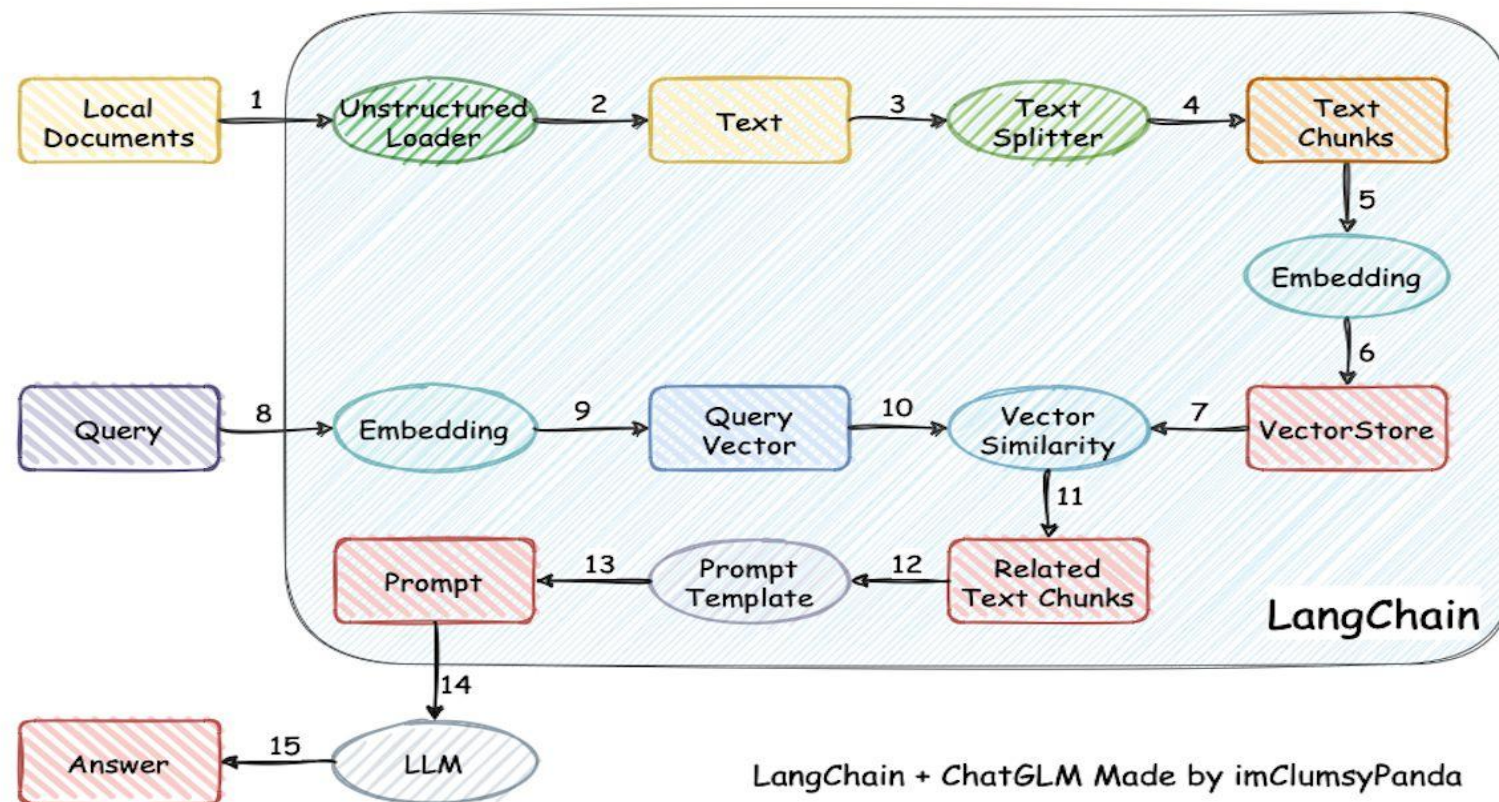 Local
Documents
1
Unstructured
Loader
2
Text
3
Text
Splitter
4
Text
Chunks
5
Embedding
6
Query
8
Embedding
9
Query
Vector
10
Vector
Similarity
7
VectorStore
11
Prompt
13
Prompt
Template
12
Related
Text Chunks
LangChain
14
Answer
15
LLM
LangChain + ChatGLM Made by imClumsyPanda